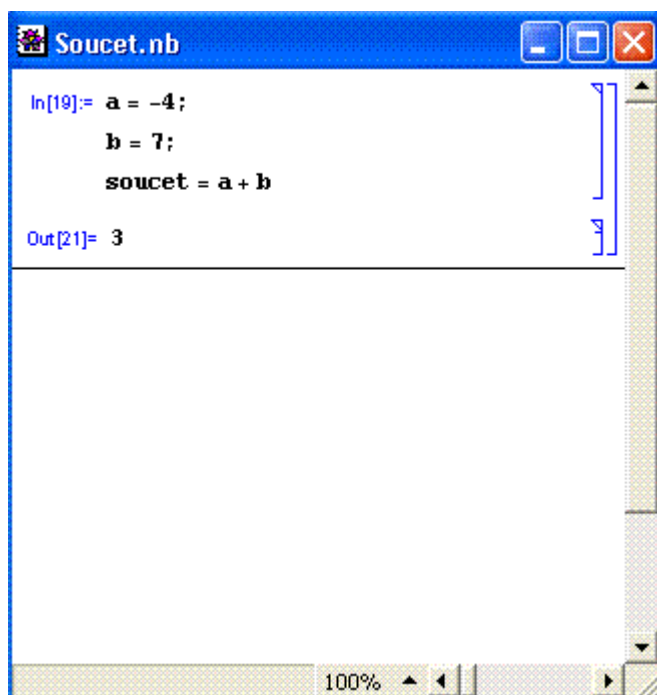 Soucet.nb
In[19]:= a = -4;
b = 7;
soucet = a + b
Out[21]= 3
100%